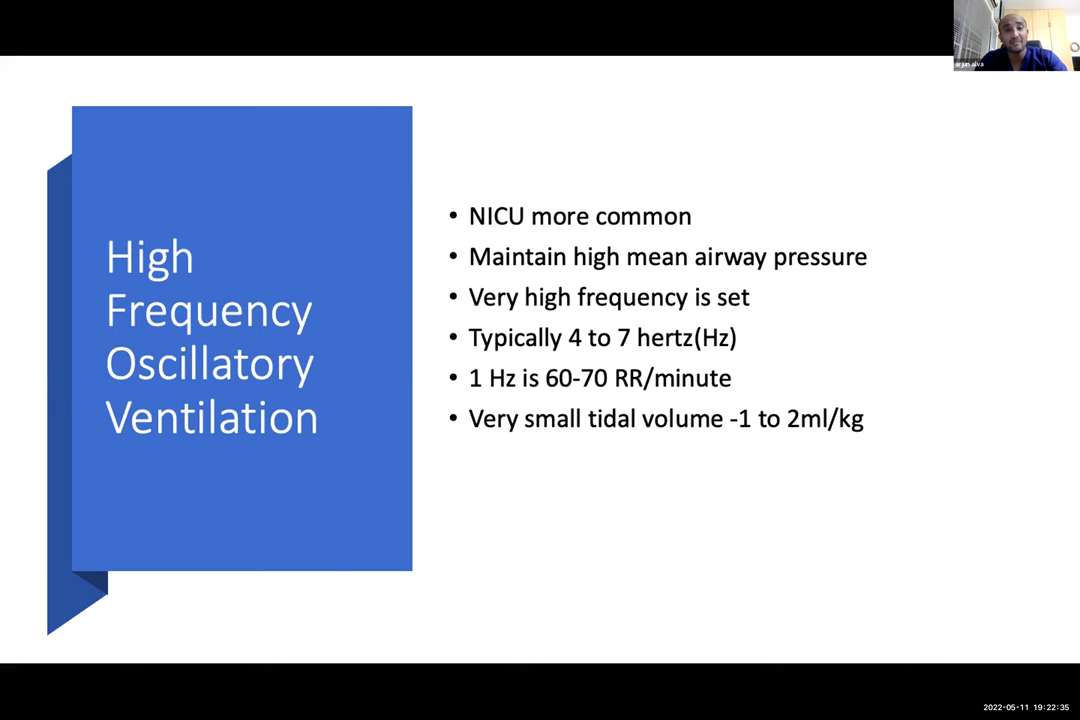 arjun alva
High
Frequency
Oscillatory
Ventilation
• NICU more common
• Maintain high mean airway pressure
• Very high frequency is set
• Typically 4 to 7 hertz(Hz)
• 1 Hz is 60-70 RR/minute
• Very small tidal volume -1 to 2ml/kg
2022-05-11 19:22:35